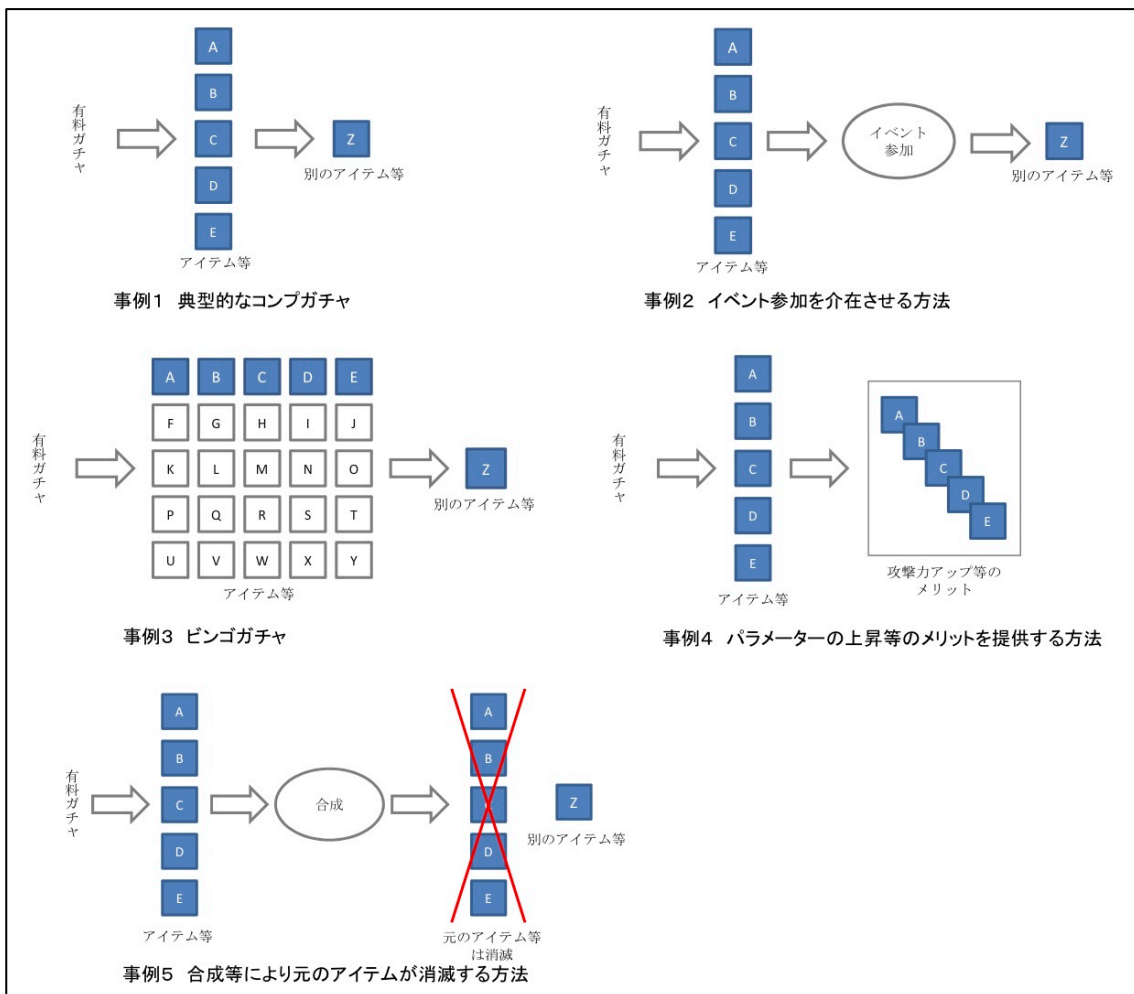 有料ガチャ
A
B
C
D
E
アイテム等
Z
別のアイテム等
事例1 典型的なコンプガチャ
有料ガチャ
A
B
C
D
E
アイテム等
イベント
参加
Z
別のアイテム等
事例2 イベント参加を介在させる方法
有料ガチャ
A B C D E
F G H I J
K L M N O
P Q R S T
U V W X Y
アイテム等
Z
別のアイテム等
事例3 ビンゴガチャ
有料ガチャ
A
B
C
D
E
アイテム等
A
B
C
D
E
攻撃力アップ等の
メリット
事例4 パラメーターの上昇等のメリットを提供する方法
有料ガチャ
A
B
C
D
E
アイテム等
合成
A
B
C
D
E
元のアイテム等
は消滅
Z
別のアイテム等
事例5 合成等により元のアイテムが消滅する方法